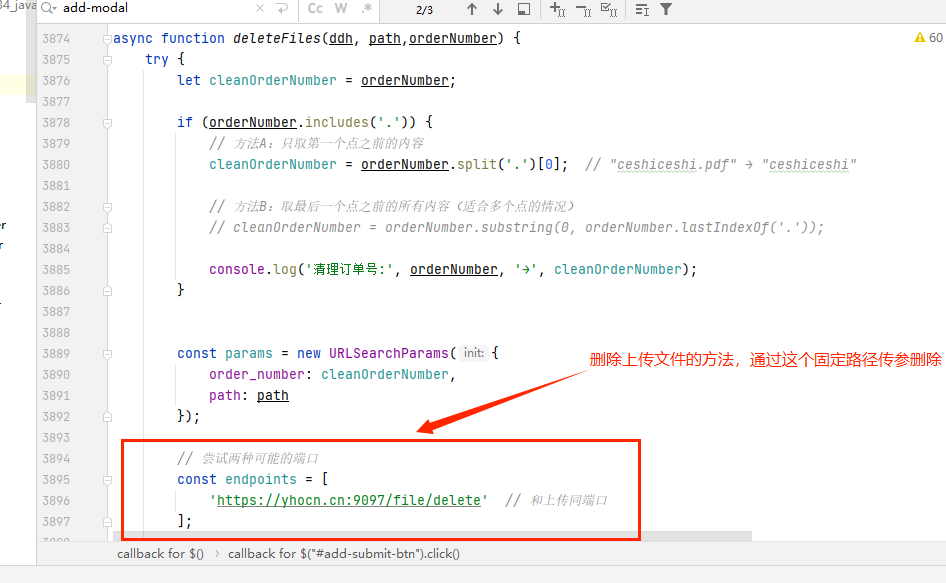 34_java
add-modal
Cc W .*
2/3
3874 async function deleteFiles(ddh, path,orderNumber) {
60
3875 try {
3876 let cleanOrderNumber = orderNumber;
3877
3878 if (orderNumber.includes('.')) {
3879 // 方法A：只取第一个点之前的内容
3880 cleanOrderNumber = orderNumber.split('.')[0]; // "ceshiceshi.pdf" → "ceshiceshi"
3881
3882 // 方法B：取最后一个点之前的所有内容（适合多个点的情况）
3883 // cleanOrderNumber = orderNumber.substring(0, orderNumber.lastIndexOf('.'));
3884
3885 console.log('清理订单号:', orderNumber, '→', cleanOrderNumber);
3886 }
3887
3888
3889 const params = new URLSearchParams( init: {
删除上传文件的方法，通过这个固定路径传参删除
3890 order_number: cleanOrderNumber,
3891 path: path
3892 });
3893
3894 // 尝试两种可能的端口
3895 const endpoints = [
3896 'https://yhocn.cn:9097/file/delete' // 和上传同端口
3897 ];
callback for $() › callback for $("#add-submit-btn").click()